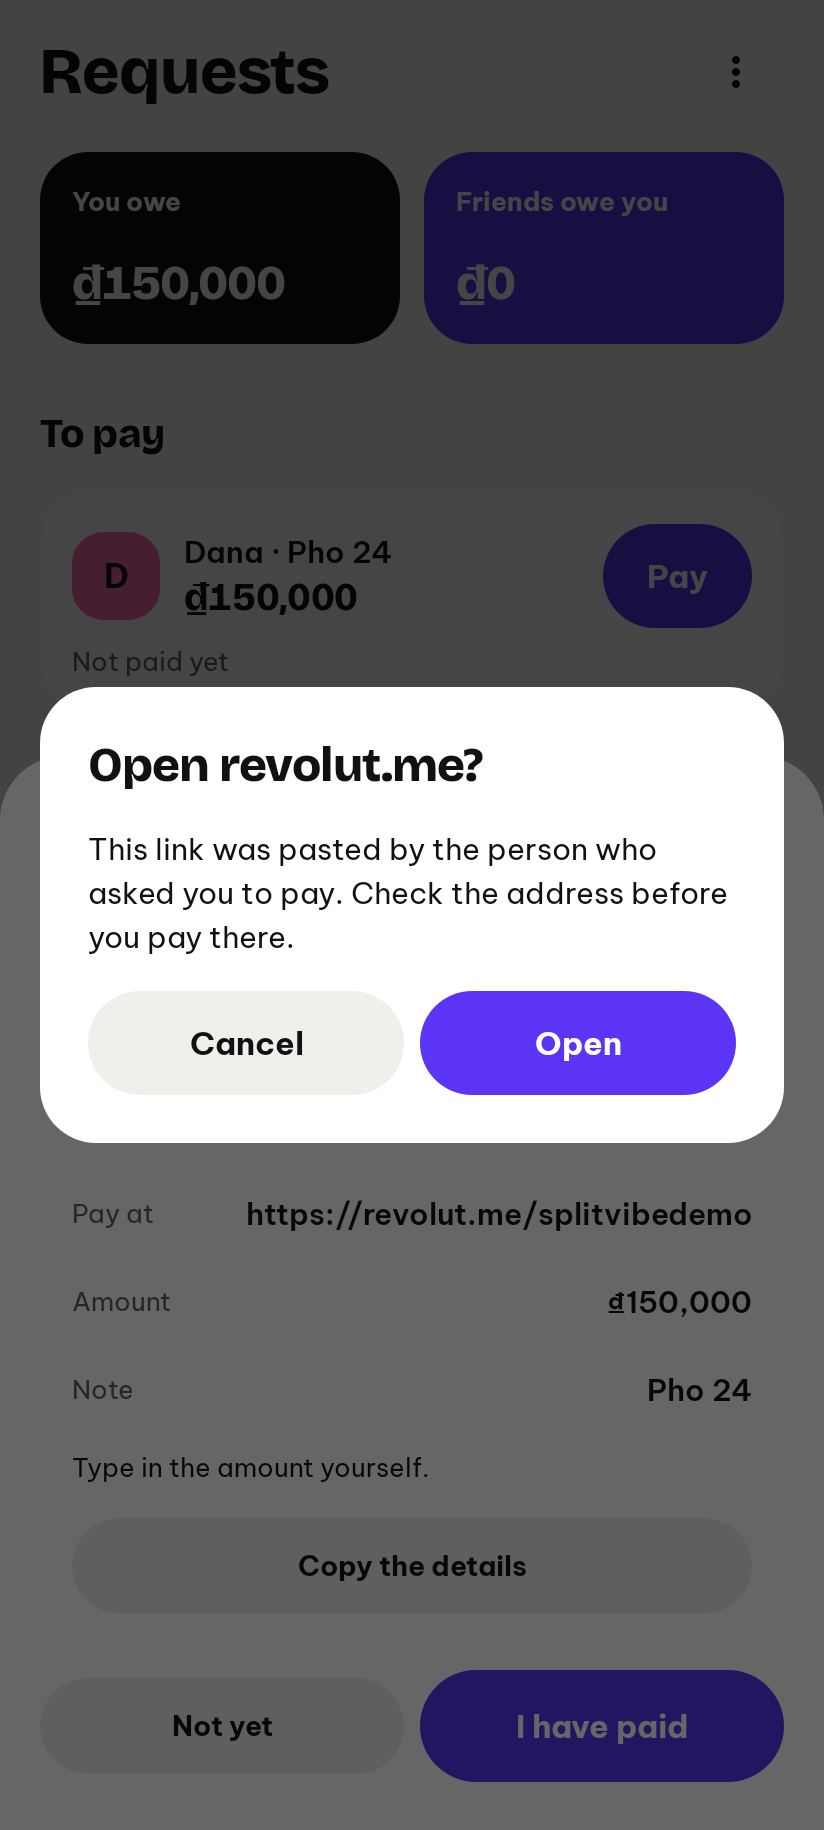 Requests
You owe
₫150,000
Friends owe you
₫0
To pay
D
Dana · Pho 24
₫150,000
Pay
Not paid yet
Open revolut.me?
This link was pasted by the person who
asked you to pay. Check the address before
you pay there.
Cancel
Open
Pay at
https://revolut.me/splitvibedemo
Amount
₫150,000
Note
Pho 24
Type in the amount yourself.
Copy the details
Not yet
I have paid